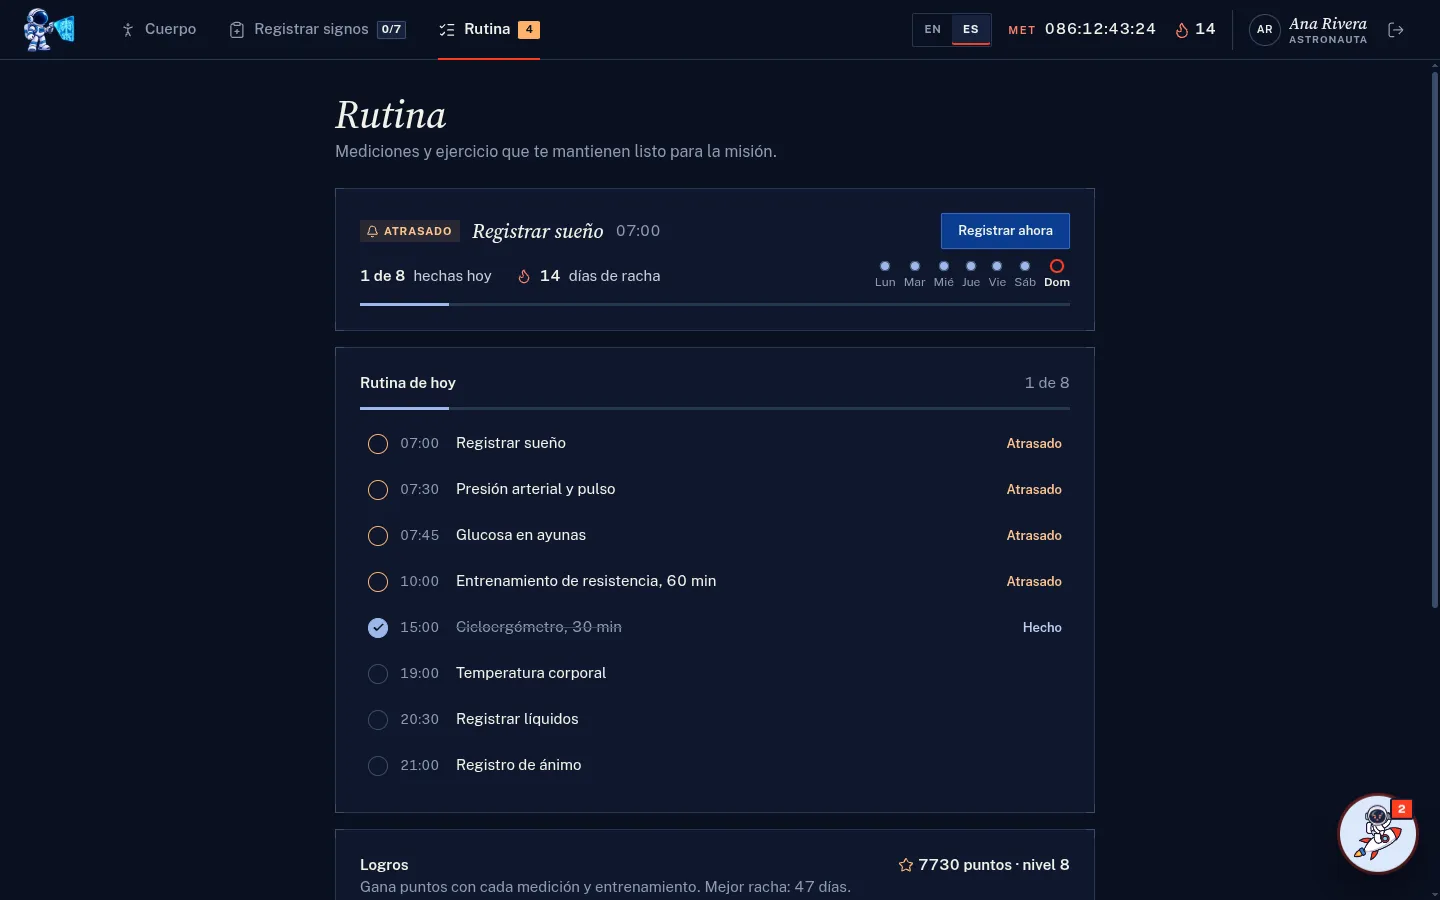 Cuerpo
Registrar signos 0/7
Rutina 4
EN ES
MET 086:12:43:24
14
AR
Ana Rivera
ASTRONAUTA
Rutina
Mediciones y ejercicio que te mantienen listo para la misión.
ATRASADO Registrar sueño 07:00
Registrar ahora
1 de 8 hechas hoy 14 días de racha
Lun Mar Mié Jue Vie Sáb Dom
Rutina de hoy 1 de 8
07:00 Registrar sueño Atrasado
07:30 Presión arterial y pulso Atrasado
07:45 Glucosa en ayunas Atrasado
10:00 Entrenamiento de resistencia, 60 min Atrasado
15:00 Cicloergómetro, 30 min Hecho
19:00 Temperatura corporal
20:30 Registrar líquidos
21:00 Registro de ánimo
2
Logros 7730 puntos · nivel 8
Gana puntos con cada medición y entrenamiento. Mejor racha: 47 días.